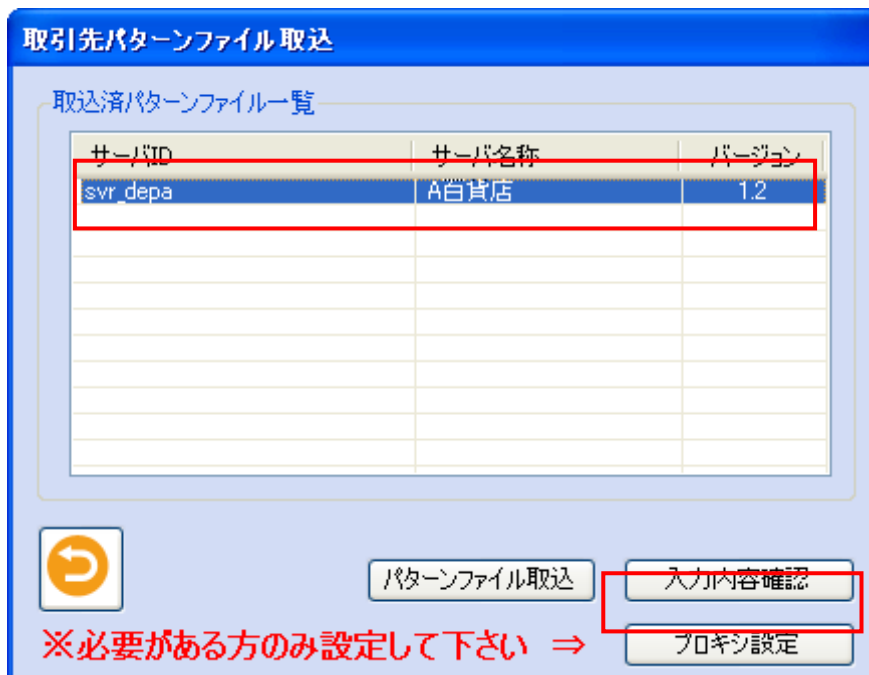 取引先パターンファイル取込
取込済パターンファイル一覧
サーバID サーバ名称 バージョン
svr_depa A百貨店 1.2
パターンファイル取込 入力内容確認
※必要がある方のみ設定して下さい ⇒ プロキシ設定